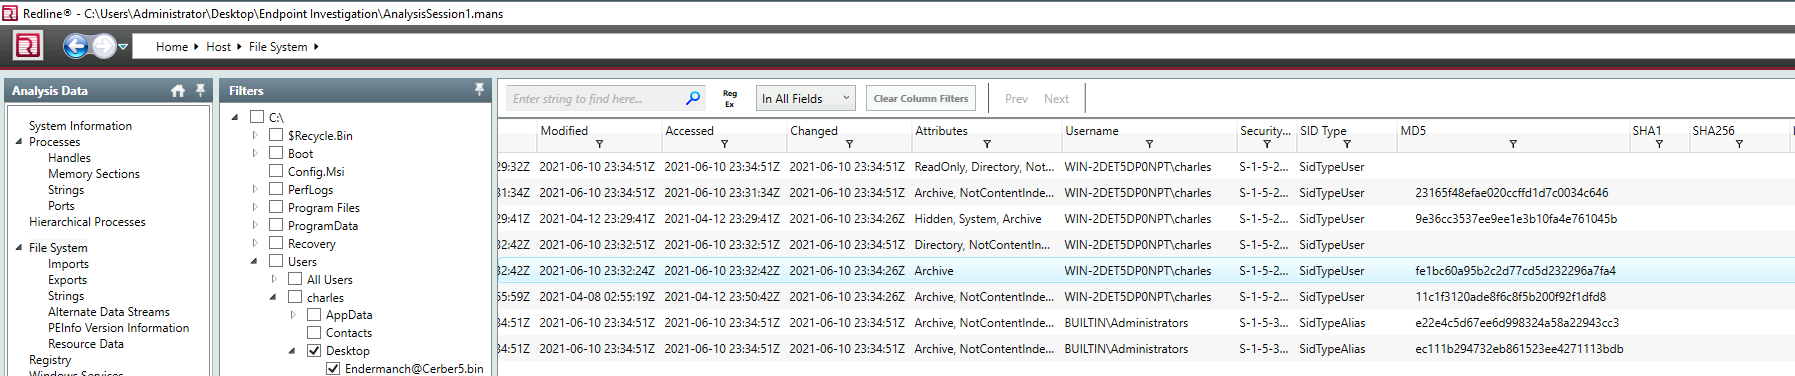 Redline® - C:\Users\Administrator\Desktop\Endpoint Investigation\AnalysisSession1.mans
R Home Host File System
Analysis Data
System Information
Processes
Handles
Memory Sections
Strings
Ports
Hierarchical Processes
File System
Imports
Exports
Strings
Alternate Data Streams
PEInfo Version Information
Resource Data
Registry
Windows Services
Filters
C:\
$Recycle.Bin
Boot
Config.Msi
PerfLogs
Program Files
ProgramData
Recovery
Users
All Users
charles
AppData
Contacts
Desktop
Endermanch@Cerber5.bin
Enter string to find here... Reg Ex In All Fields Clear Column Filters Prev Next
Modified Accessed Changed Attributes Username Security... SID Type MD5 SHA1 SHA256
29:32Z 2021-06-10 23:34:51Z 2021-06-10 23:34:51Z 2021-06-10 23:34:51Z ReadOnly, Directory, Not... WIN-2DET5DP0NPT\charles S-1-5-2... SidTypeUser
31:34Z 2021-06-10 23:34:51Z 2021-06-10 23:31:34Z 2021-06-10 23:34:51Z Archive, NotContentInde... WIN-2DET5DP0NPT\charles S-1-5-2... SidTypeUser 23165f48efae020ccffd1d7c0034c646
29:41Z 2021-04-12 23:29:41Z 2021-04-12 23:29:41Z 2021-06-10 23:34:26Z Hidden, System, Archive WIN-2DET5DP0NPT\charles S-1-5-2... SidTypeUser 9e36cc3537ee9ee1e3b10fa4e761045b
32:42Z 2021-06-10 23:32:51Z 2021-06-10 23:32:51Z 2021-06-10 23:34:51Z Directory, NotContentIn... WIN-2DET5DP0NPT\charles S-1-5-2... SidTypeUser
32:42Z 2021-06-10 23:32:24Z 2021-06-10 23:32:42Z 2021-06-10 23:34:26Z Archive WIN-2DET5DP0NPT\charles S-1-5-2... SidTypeUser fe1bc60a95b2c2d77cd5d232296a7fa4
55:59Z 2021-04-08 02:55:19Z 2021-04-12 23:50:42Z 2021-06-10 23:34:26Z Archive, NotContentInde... WIN-2DET5DP0NPT\charles S-1-5-2... SidTypeUser 11c1f3120ade8f6c8f5b200f92f1dfd8
34:51Z 2021-06-10 23:34:51Z 2021-06-10 23:34:51Z 2021-06-10 23:34:51Z Archive, NotContentInde... BUILTIN\Administrators S-1-5-3... SidTypeAlias e22e4c5d67ee6d998324a58a22943cc3
34:51Z 2021-06-10 23:34:51Z 2021-06-10 23:34:51Z 2021-06-10 23:34:51Z Archive, NotContentInde... BUILTIN\Administrators S-1-5-3... SidTypeAlias ec111b294732eb861523ee4271113bdb